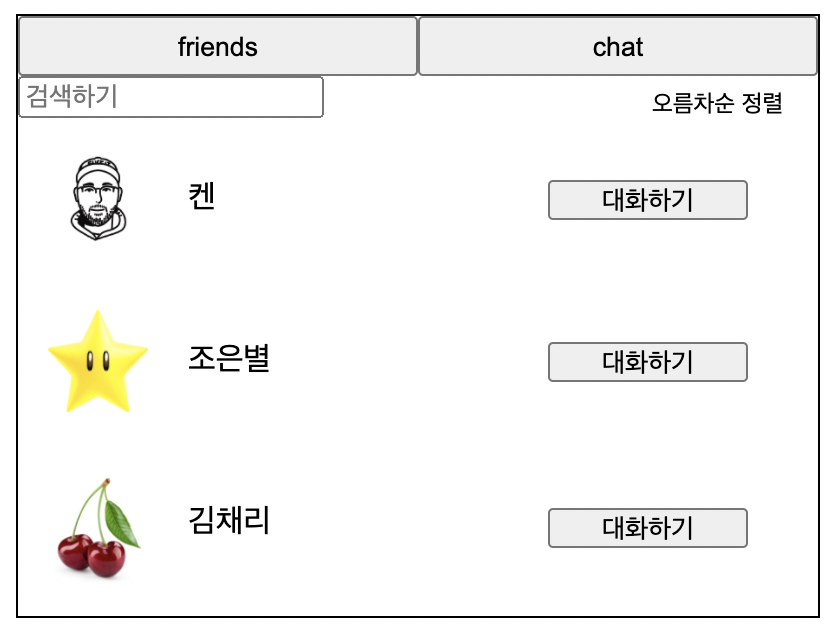 friends
chat
검색하기
오름차순 정렬
켄
대화하기
조은별
대화하기
김채리
대화하기